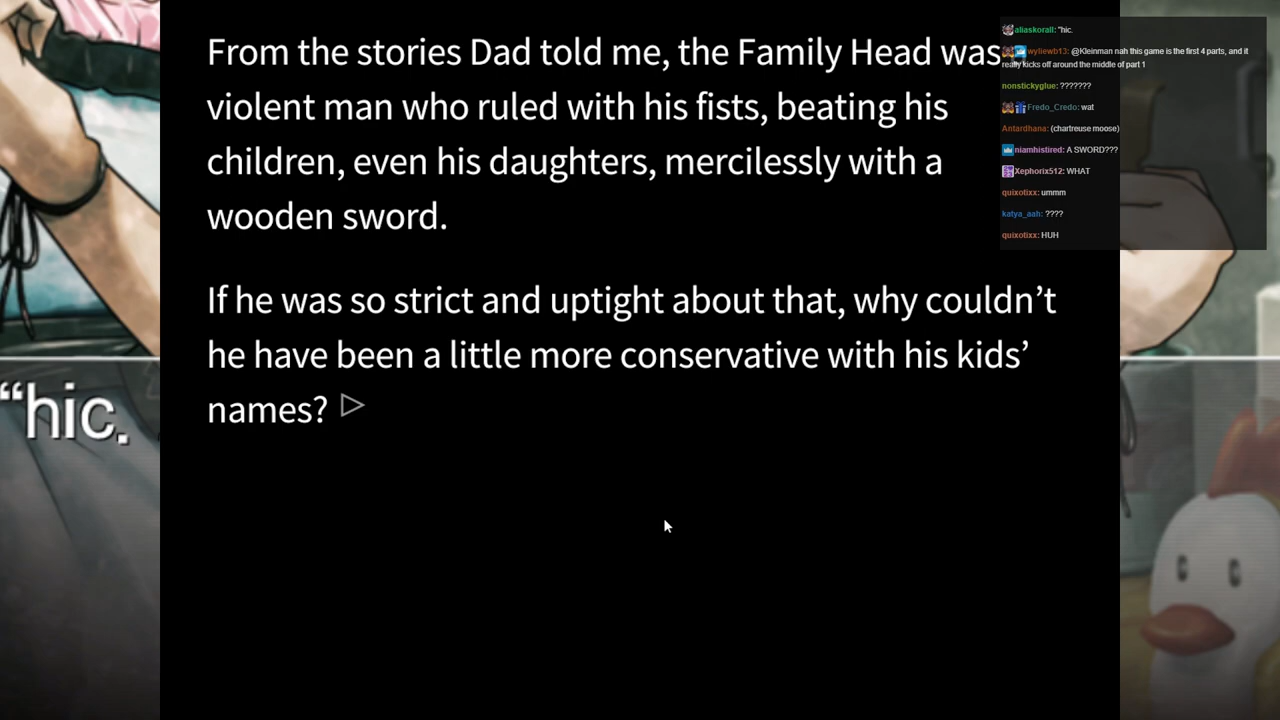 From the stories Dad told me, the Family Head was
violent man who ruled with his fists, beating his
children, even his daughters, mercilessly with a
wooden sword.
If he was so strict and uptight about that, why couldn’t
he have been a little more conservative with his kids’
names?
“hic.
aliaskorall: "hic.
wyliewb13: @Kleinman nah this game is the first 4 parts, and it
really kicks off around the middle of part 1
nonstickyglue: ???????
Fredo_Credo: wat
Antardhana: (chartreuse moose)
niamhistired: A SWORD???
Xephorix512: WHAT
quixotixx: ummm
katya_aah: ????
quixotixx: HUH